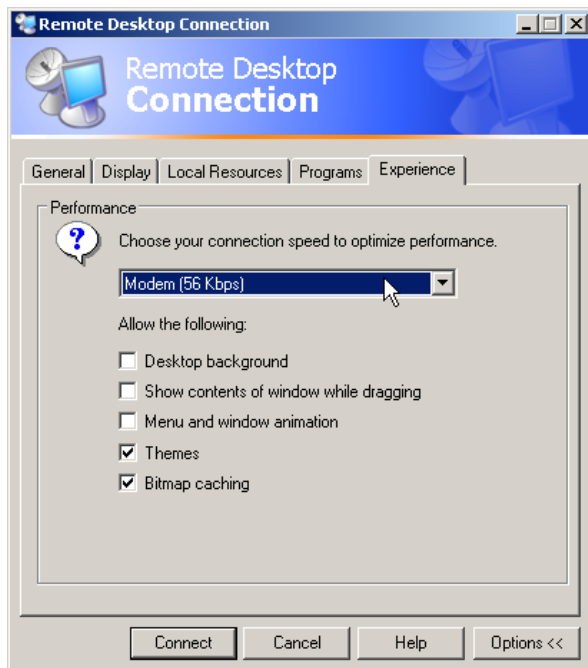 Remote Desktop Connection
Remote Desktop
Connection
General Display Local Resources Programs Experience
Performance
Choose your connection speed to optimize performance.
Modem (56 Kbps)
Allow the following:
Desktop background
Show contents of window while dragging
Menu and window animation
Themes
Bitmap caching
Connect Cancel Help Options <<